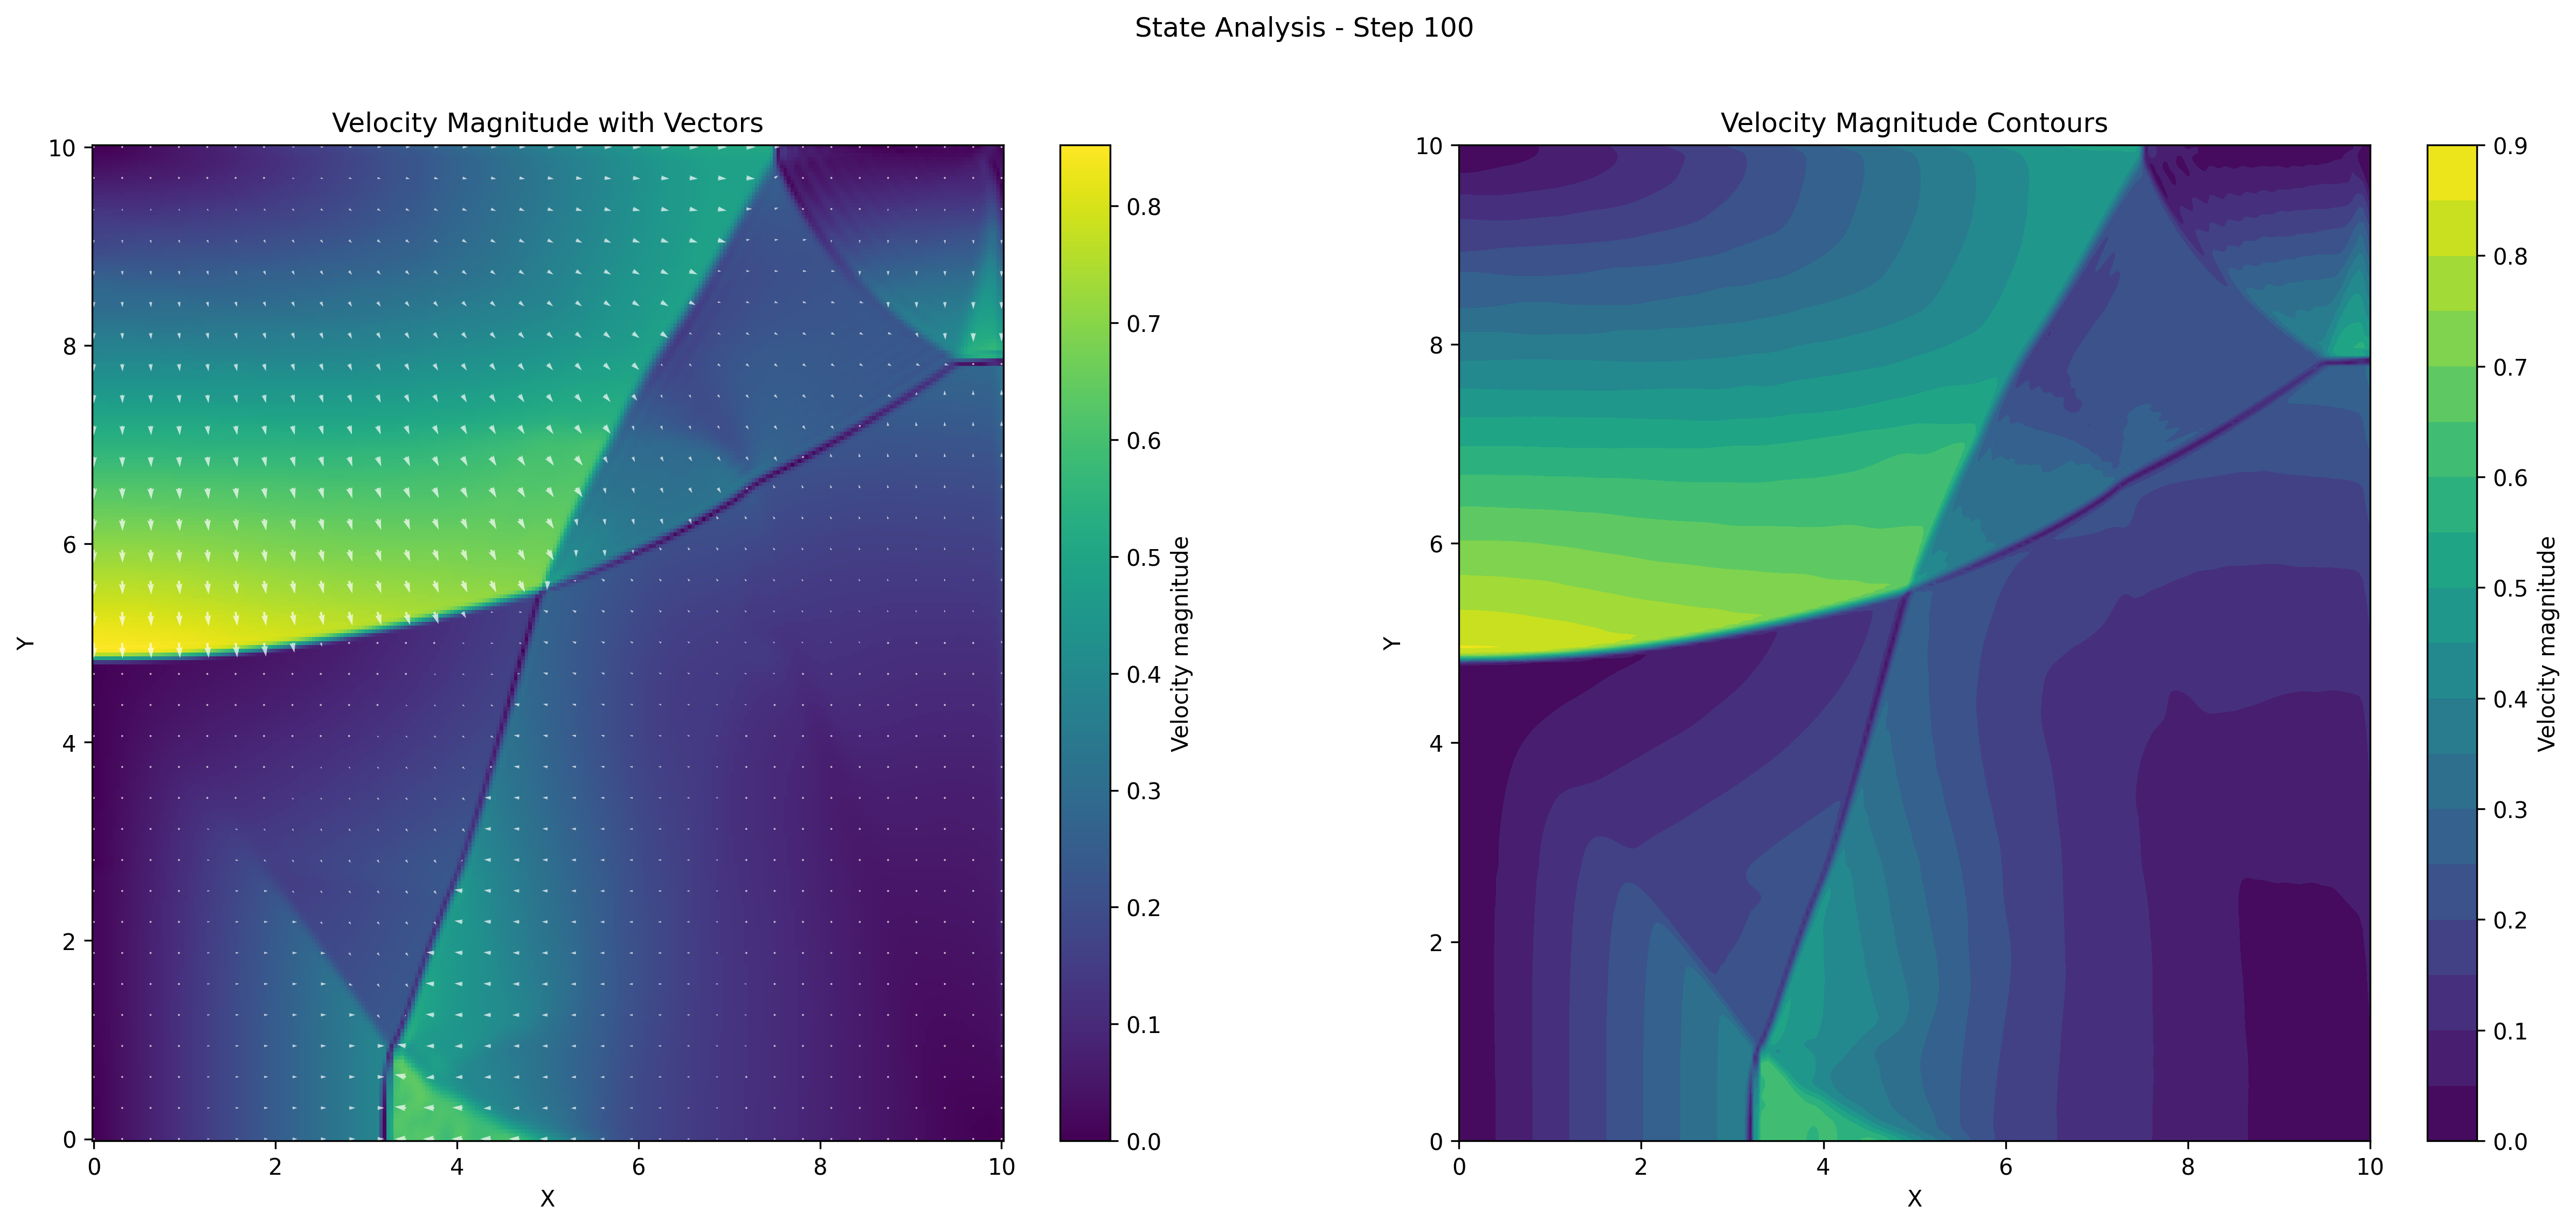 State Analysis - Step 100
Velocity Magnitude with Vectors
10
8
6
4
2
0
Y
0 2 4 6 8 10
X
0.8
0.7
0.6
0.5
0.4
0.3
0.2
0.1
0.0
Velocity magnitude
Velocity Magnitude Contours
10
8
6
4
2
0
Y
0 2 4 6 8 10
X
0.9
0.8
0.7
0.6
0.5
0.4
0.3
0.2
0.1
0.0
Velocity magnitude